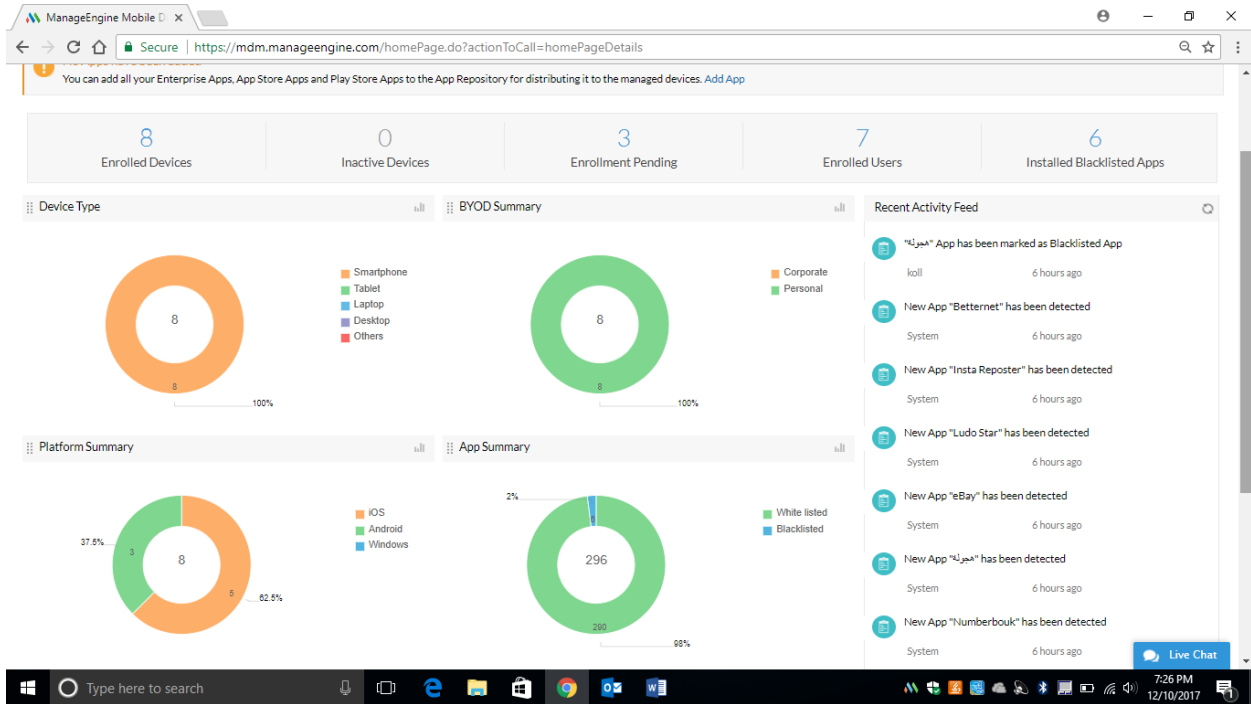 ManageEngine Mobile D
Secure
https://mdm.manageengine.com/homePage.do?actionToCall=homePageDetails
You can add all your Enterprise Apps, App Store Apps and Play Store Apps to the App Repository for distributing it to the managed devices. Add App
8
Enrolled Devices
0
Inactive Devices
3
Enrollment Pending
7
Enrolled Users
6
Installed Blacklisted Apps
Device Type
Smartphone
Tablet
Laptop
Desktop
Others
8
8
100%
BYOD Summary
Corporate
Personal
8
8
100%
Platform Summary
iOS
Android
Windows
37.5%
3
8
5
62.5%
App Summary
White listed
Blacklisted
2%
6
296
290
98%
Recent Activity Feed
"هجولة" App has been marked as Blacklisted App
koll 6 hours ago
New App "Betternet" has been detected
System 6 hours ago
New App "Insta Reposter" has been detected
System 6 hours ago
New App "Ludo Star" has been detected
System 6 hours ago
New App "eBay" has been detected
System 6 hours ago
New App "هجولة" has been detected
System 6 hours ago
New App "Numberbouk" has been detected
System 6 hours ago
Live Chat
Type here to search
7:26 PM
12/10/2017